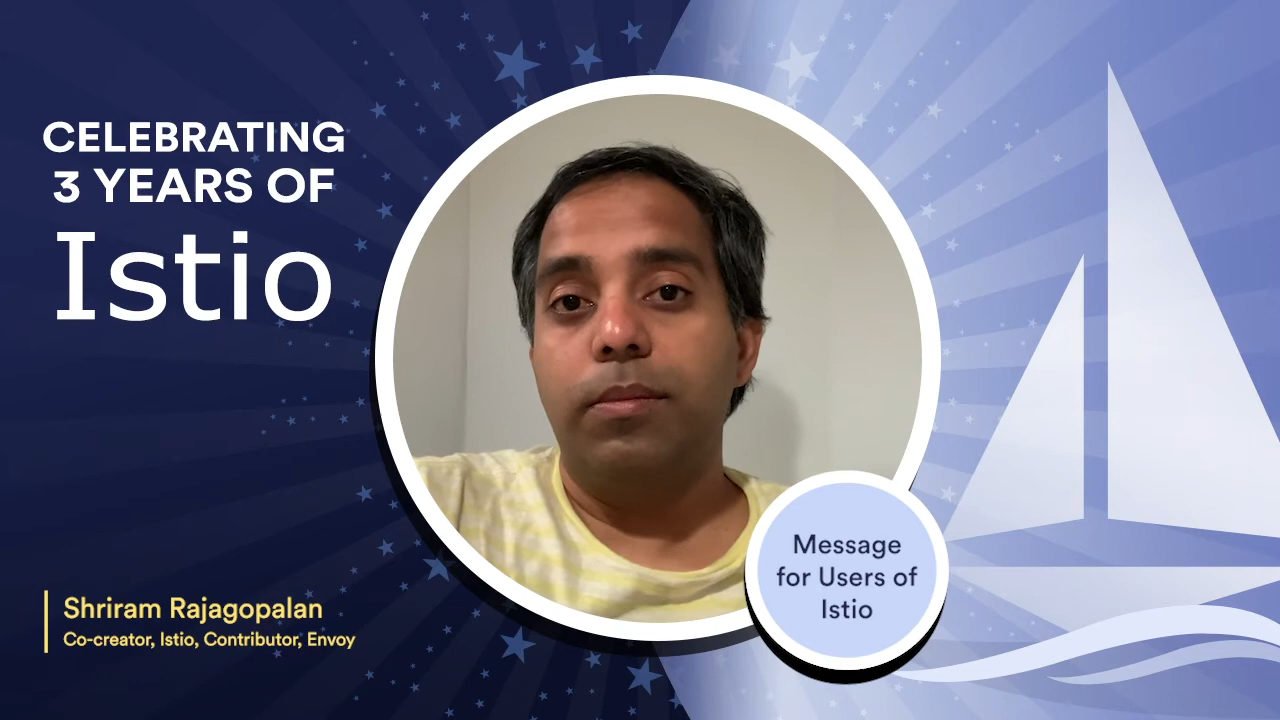 CELEBRATING
3 YEARS OF
Istio
Shriram Rajagopalan
Co-creator, Istio, Contributor, Envoy
Message
for Users of
Istio